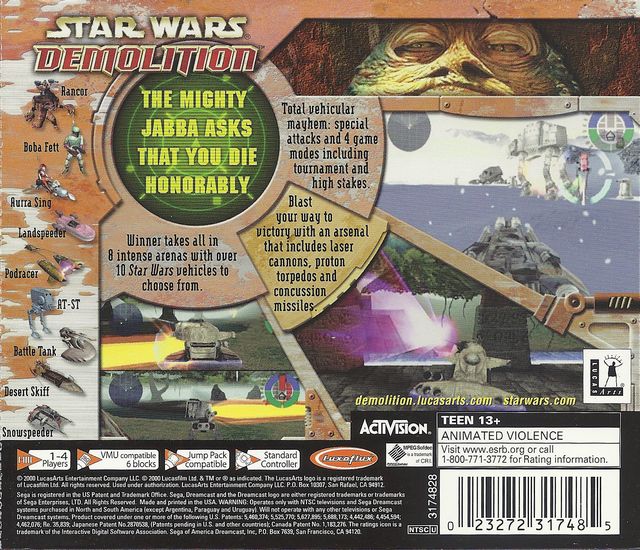 STAR WARS
DEMOLITION
Rancor
Boba Fett
Aurra Sing
Landspeeder
Podracer
AT-ST
Battle Tank
Desert Skiff
Snowspeeder
THE MIGHTY
JABBA ASKS
THAT YOU DIE
HONORABLY
Total vehicular
mayhem: special
attacks and 4 game
modes including
tournament and
high stakes.
Winner takes all in
8 intense arenas with over
10 Star Wars vehicles to
choose from.
Blast
your way to
victory with an arsenal
that includes laser
cannons, proton
torpedos and
concussion
missiles.
LUCAS
Arts
demolition.lucasarts.com starwars.com
1-4
Players
VMU compatible
6 blocks
Jump Pack
compatible
Standard
Controller
Luxoflux
ACTIVISION.
MPEG Sofdec
is a trademark
of CRI.
TEEN 13+
ANIMATED VIOLENCE
Visit www.esrb.org or call
1-800-771-3772 for Rating information.
© 2000 LucasArts Entertainment Company LLC. © 2000 Lucasfilm Ltd. & TM or ® as indicated. The LucasArts logo is a registered trademark
of Lucasfilm Ltd. All rights reserved. Used under authorization. LucasArts Entertainment Company LLC. P.O. Box 10307, San Rafael, CA 94912.
Sega is registered in the US Patent and Trademark Office. Sega, Dreamcast and the Dreamcast logo are either registered trademarks or trademarks
of Sega Enterprises, LTD. All Rights Reserved. Made and printed in the USA. WARNING: Operates only with NTSC televisions and Sega Dreamcast
systems purchased in North and South America (except Argentina, Paraguay and Uruguay). Will not operate with any other televisions or Sega
Dreamcast systems. Product covered under one or more of the following U.S. Patents: 5,460,374; 5,525,770; 5,627,895; 5,688,173; 4,442,486; 4,454,594;
4,462,076; Re. 35,839; Japanese Patent No. 2870538, (Patents pending in U.S. and other countries); Canada Patent No. 1,183,276. The ratings icon is a
trademark of the Interactive Digital Software Association. Sega of America Dreamcast, Inc, P.O. Box 7639, San Francisco, CA 94120.
NTSC U
3174828
0 23272 31748 5